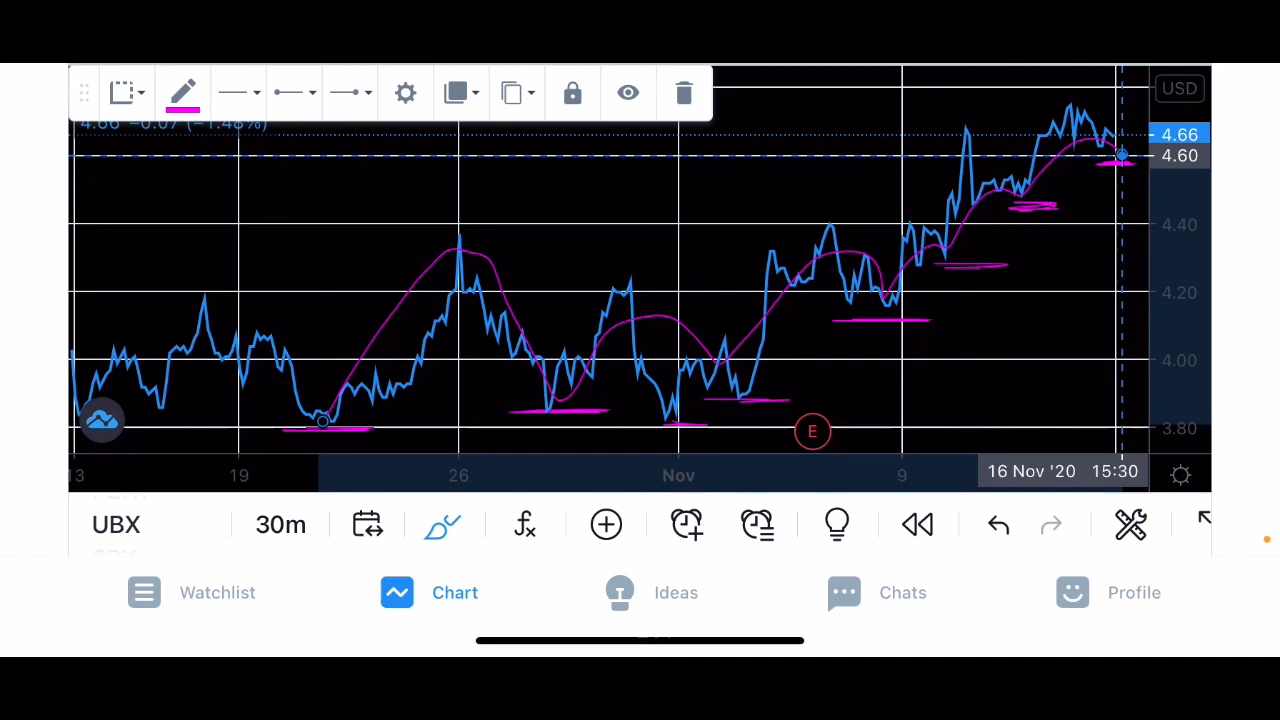 USD
4.66 −0.07 (−1.48%)
4.66
4.60
4.40
4.20
4.00
3.80
E
13 19 26 Nov 9 16 Nov '20 15:30
UBX 30m fx
Watchlist Chart Ideas Chats Profile